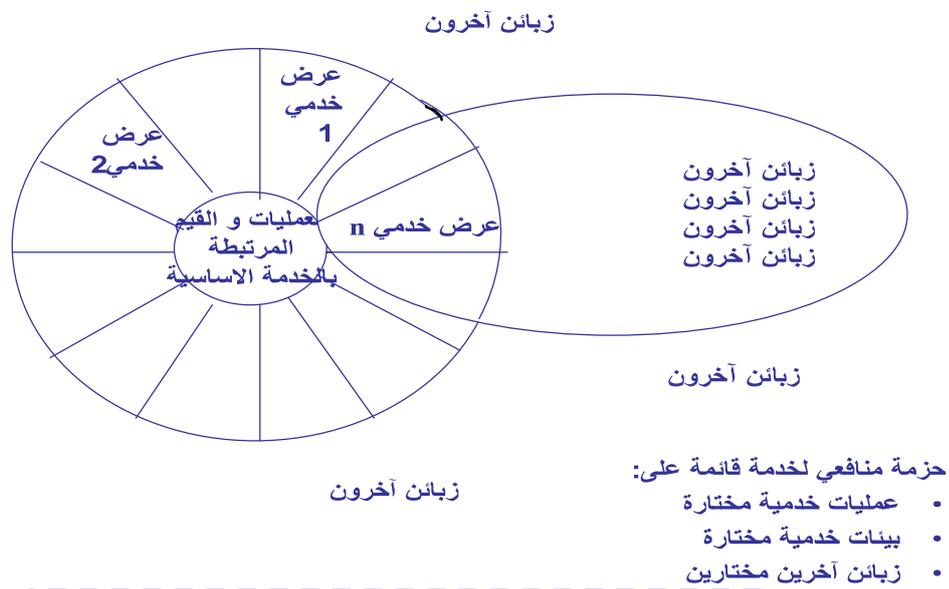 زبائن آخرون
عرض
خدمي
1
عرض
خدمي2
زبائن آخرون
زبائن آخرون
زبائن آخرون
زبائن آخرون
عرض خدمي n
عمليات و القيم
المرتبطة
بالخدمة الاساسية
زبائن آخرون
زبائن آخرون
حزمة منافعي لخدمة قائمة على:
• عمليات خدمية مختارة
• بيئات خدمية مختارة
• زبائن آخرين مختارين